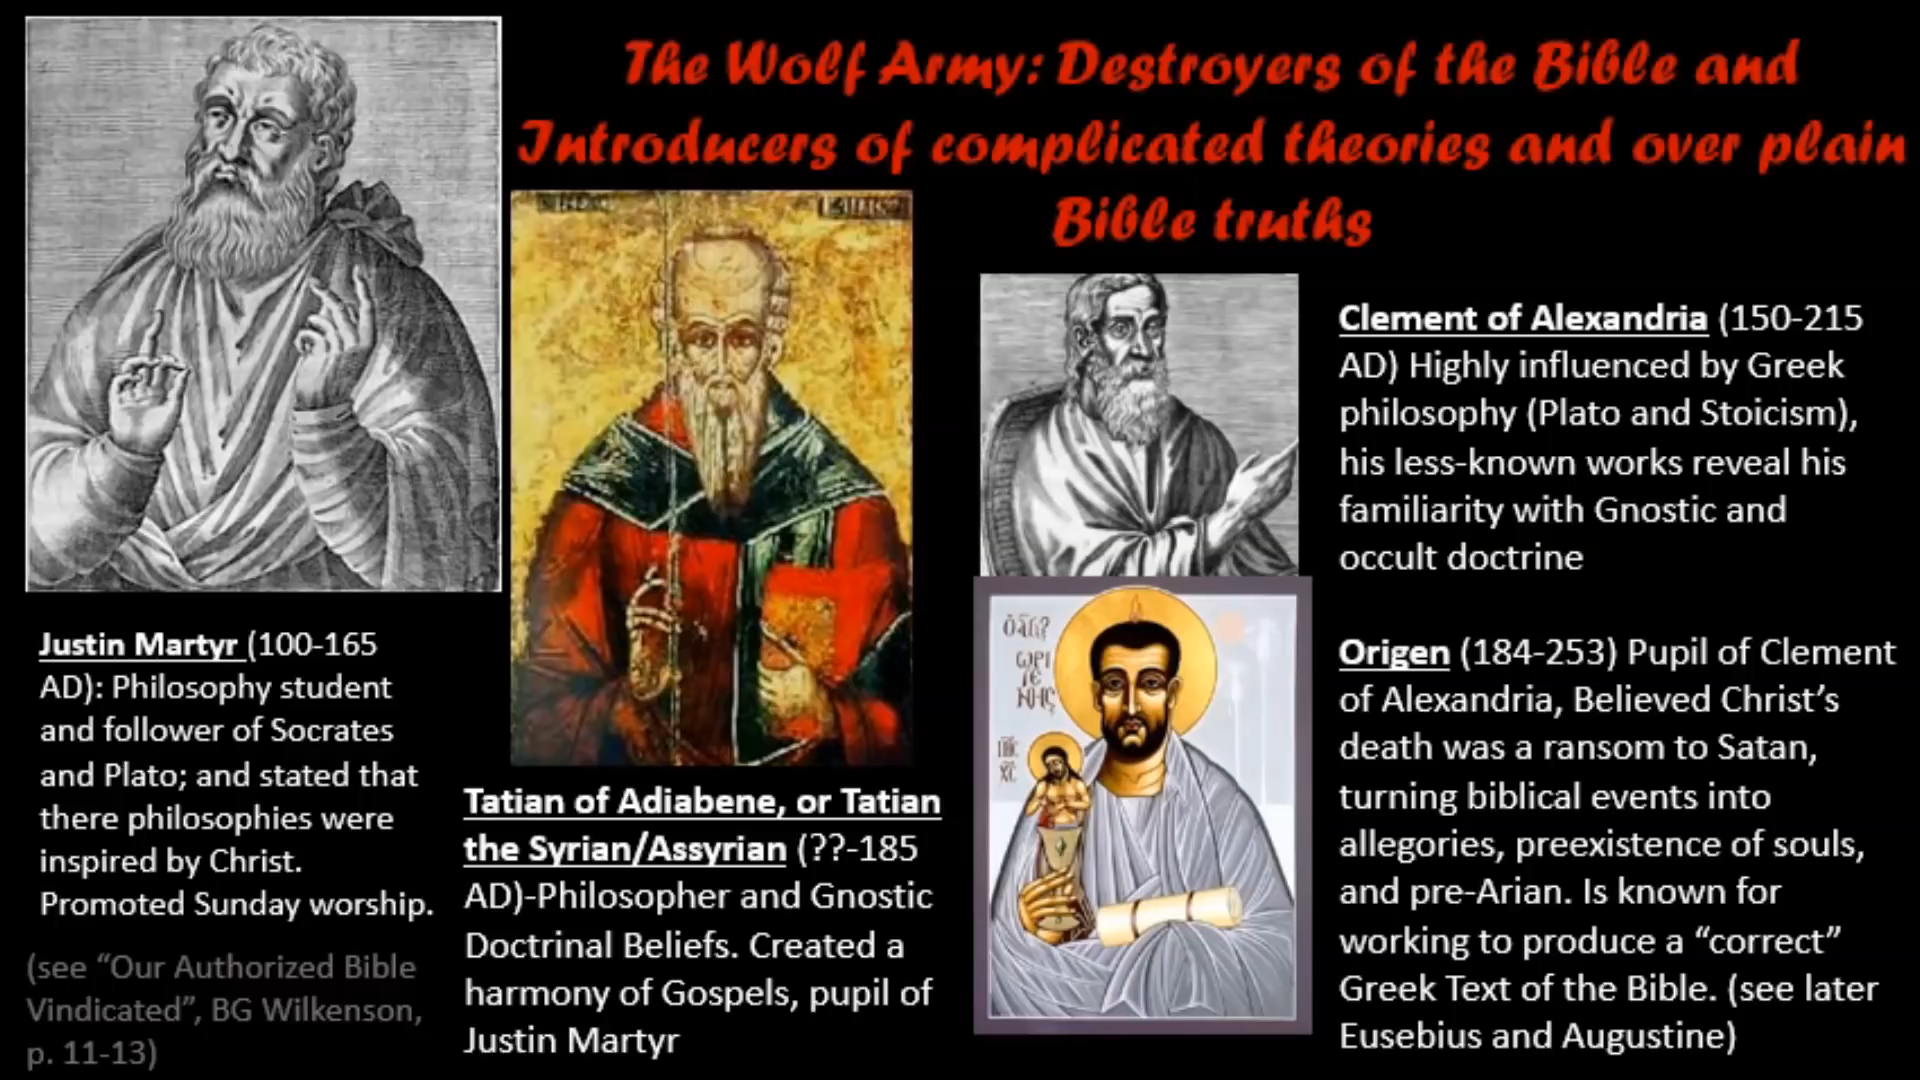 The Wolf Army: Destroyers of the Bible and
Introducers of complicated theories and over plain
Bible truths
Justin Martyr (100-165
AD): Philosophy student
and follower of Socrates
and Plato; and stated that
there philosophies were
inspired by Christ.
Promoted Sunday worship.
(see “Our Authorized Bible
Vindicated”, BG Wilkenson,
p. 11-13)
Tatian of Adiabene, or Tatian
the Syrian/Assyrian (??-185
AD)-Philosopher and Gnostic
Doctrinal Beliefs. Created a
harmony of Gospels, pupil of
Justin Martyr
Clement of Alexandria (150-215
AD) Highly influenced by Greek
philosophy (Plato and Stoicism),
his less-known works reveal his
familiarity with Gnostic and
occult doctrine
Origen (184-253) Pupil of Clement
of Alexandria, Believed Christ’s
death was a ransom to Satan,
turning biblical events into
allegories, preexistence of souls,
and pre-Arian. Is known for
working to produce a “correct”
Greek Text of the Bible. (see later
Eusebius and Augustine)
ΩΡΙ
ΓΕ
ΝΗϹ